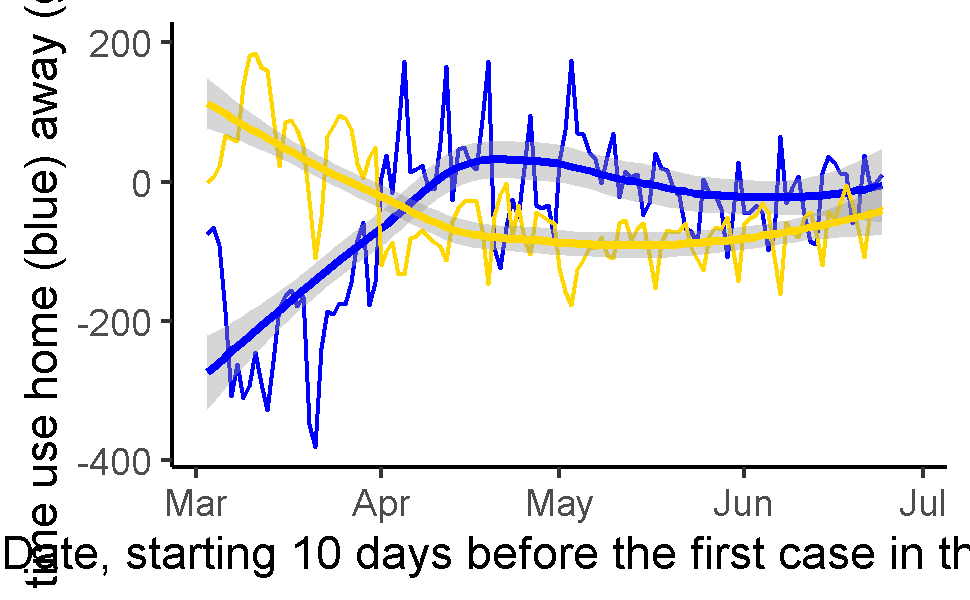 time use home (blue) away (
200
0
-200
-400
Mar Apr May Jun Jul
Date, starting 10 days before the first case in th